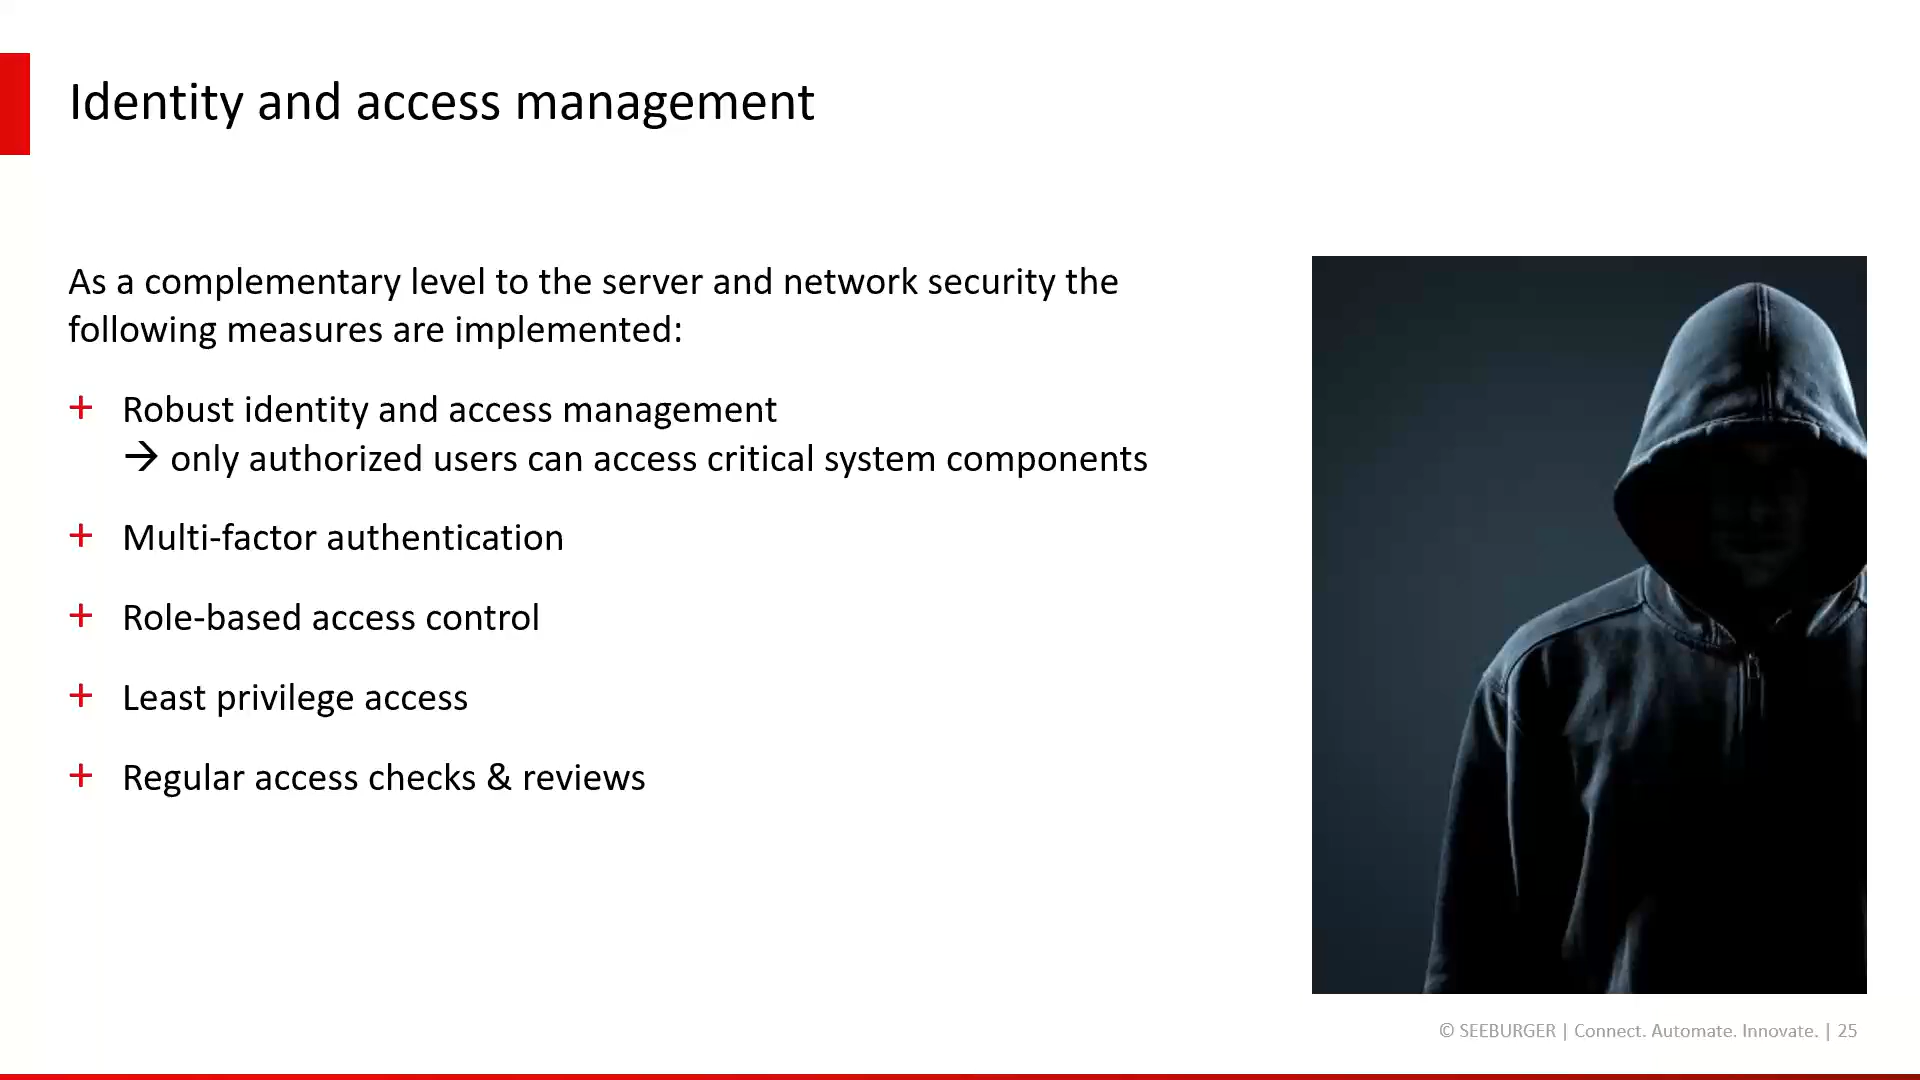 Identity and access management
As a complementary level to the server and network security the
following measures are implemented:
+ Robust identity and access management
→ only authorized users can access critical system components
+ Multi-factor authentication
+ Role-based access control
+ Least privilege access
+ Regular access checks & reviews
© SEEBURGER | Connect. Automate. Innovate. | 25